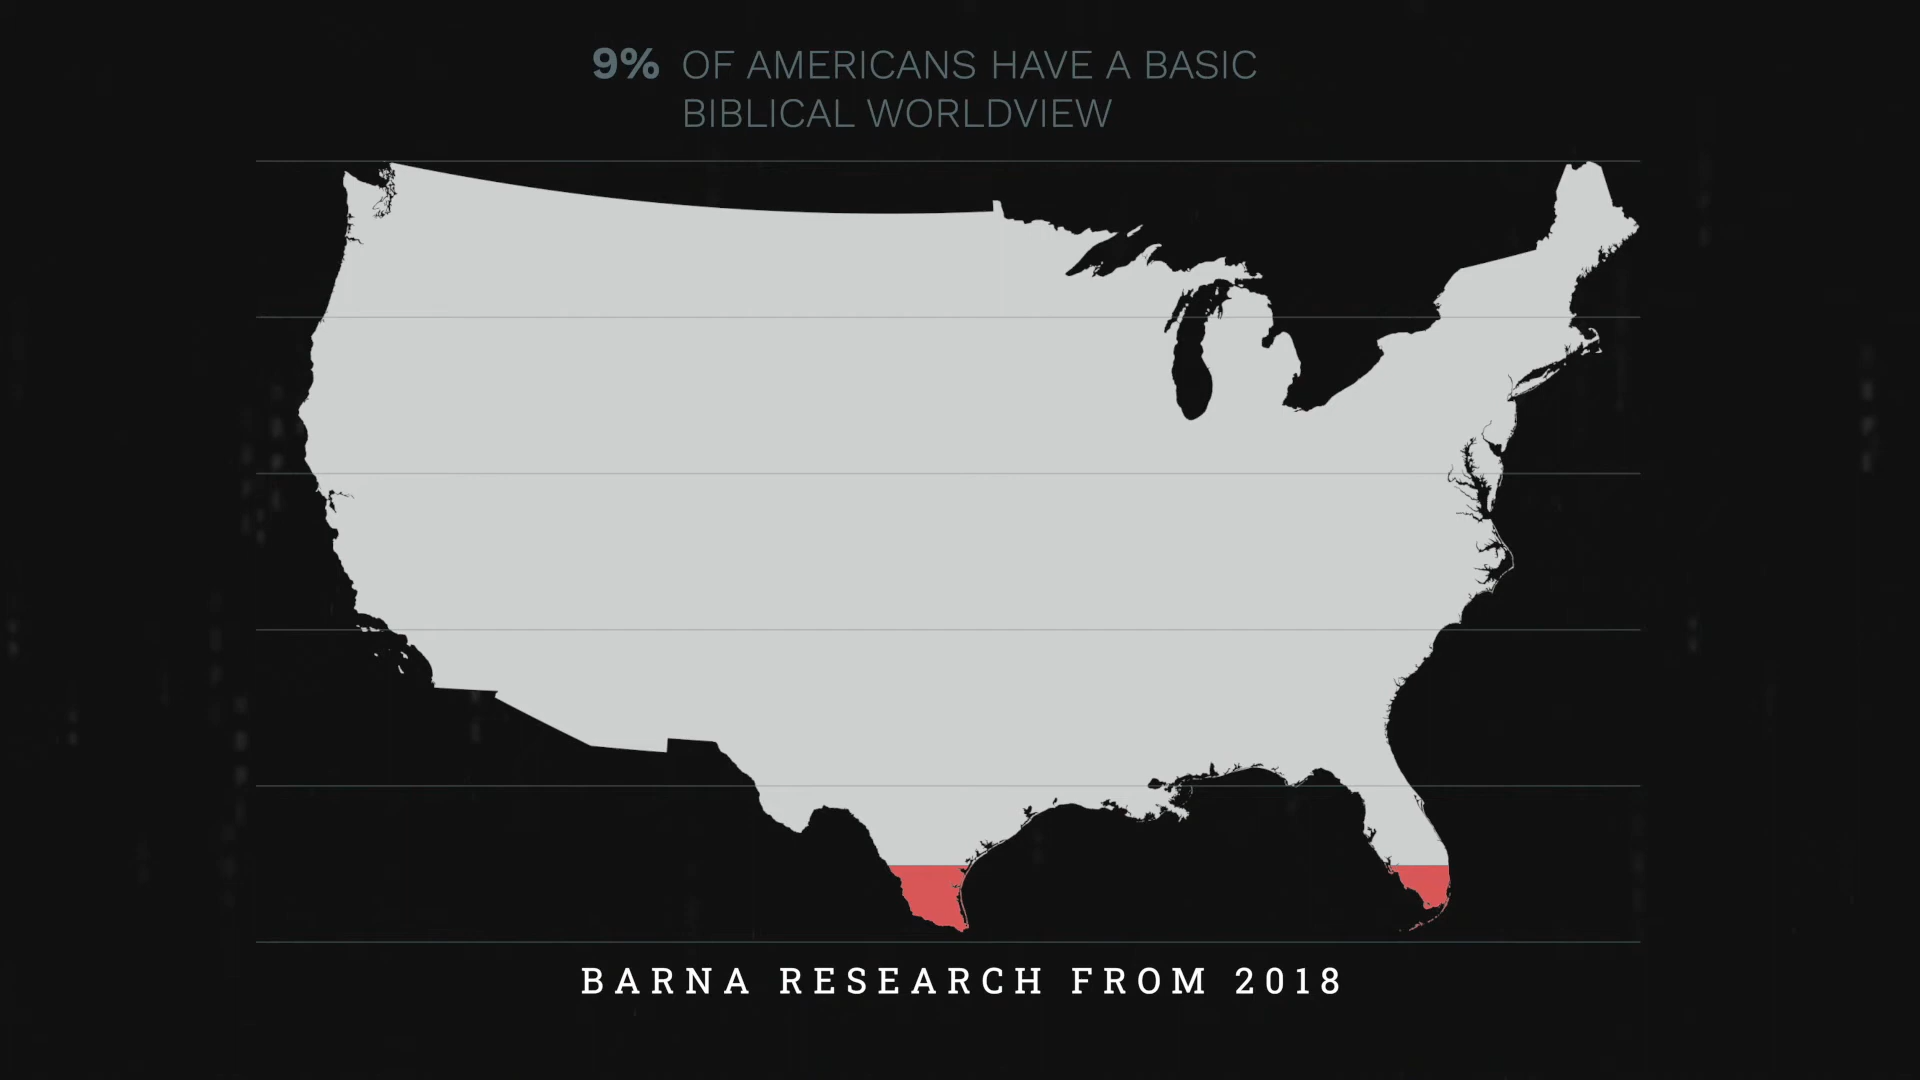 9% OF AMERICANS HAVE A BASIC
BIBLICAL WORLDVIEW
BARNA RESEARCH FROM 2018